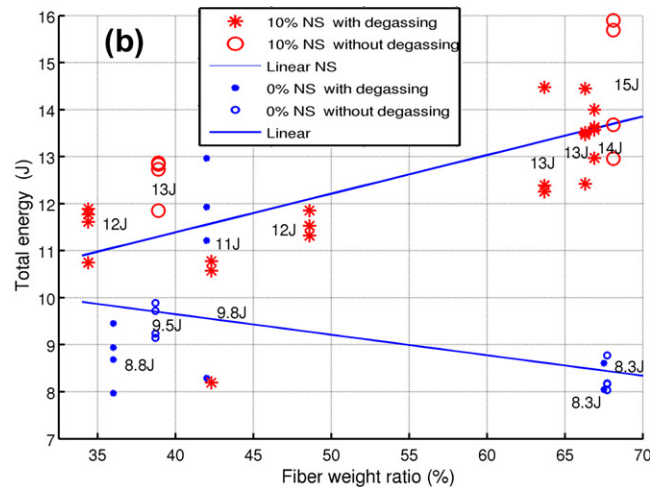 (b)
10% NS with degassing
10% NS without degassing
Linear NS
0% NS with degassing
0% NS without degassing
Linear
Total energy (J)
16
15
14
13
12
11
10
9
8
7
15J
14J
13J
13J
13J
12J
12J
11J
9.8J
9.5J
8.8J
8.3J
8.3J
35
40
45
50
55
60
65
70
Fiber weight ratio (%)